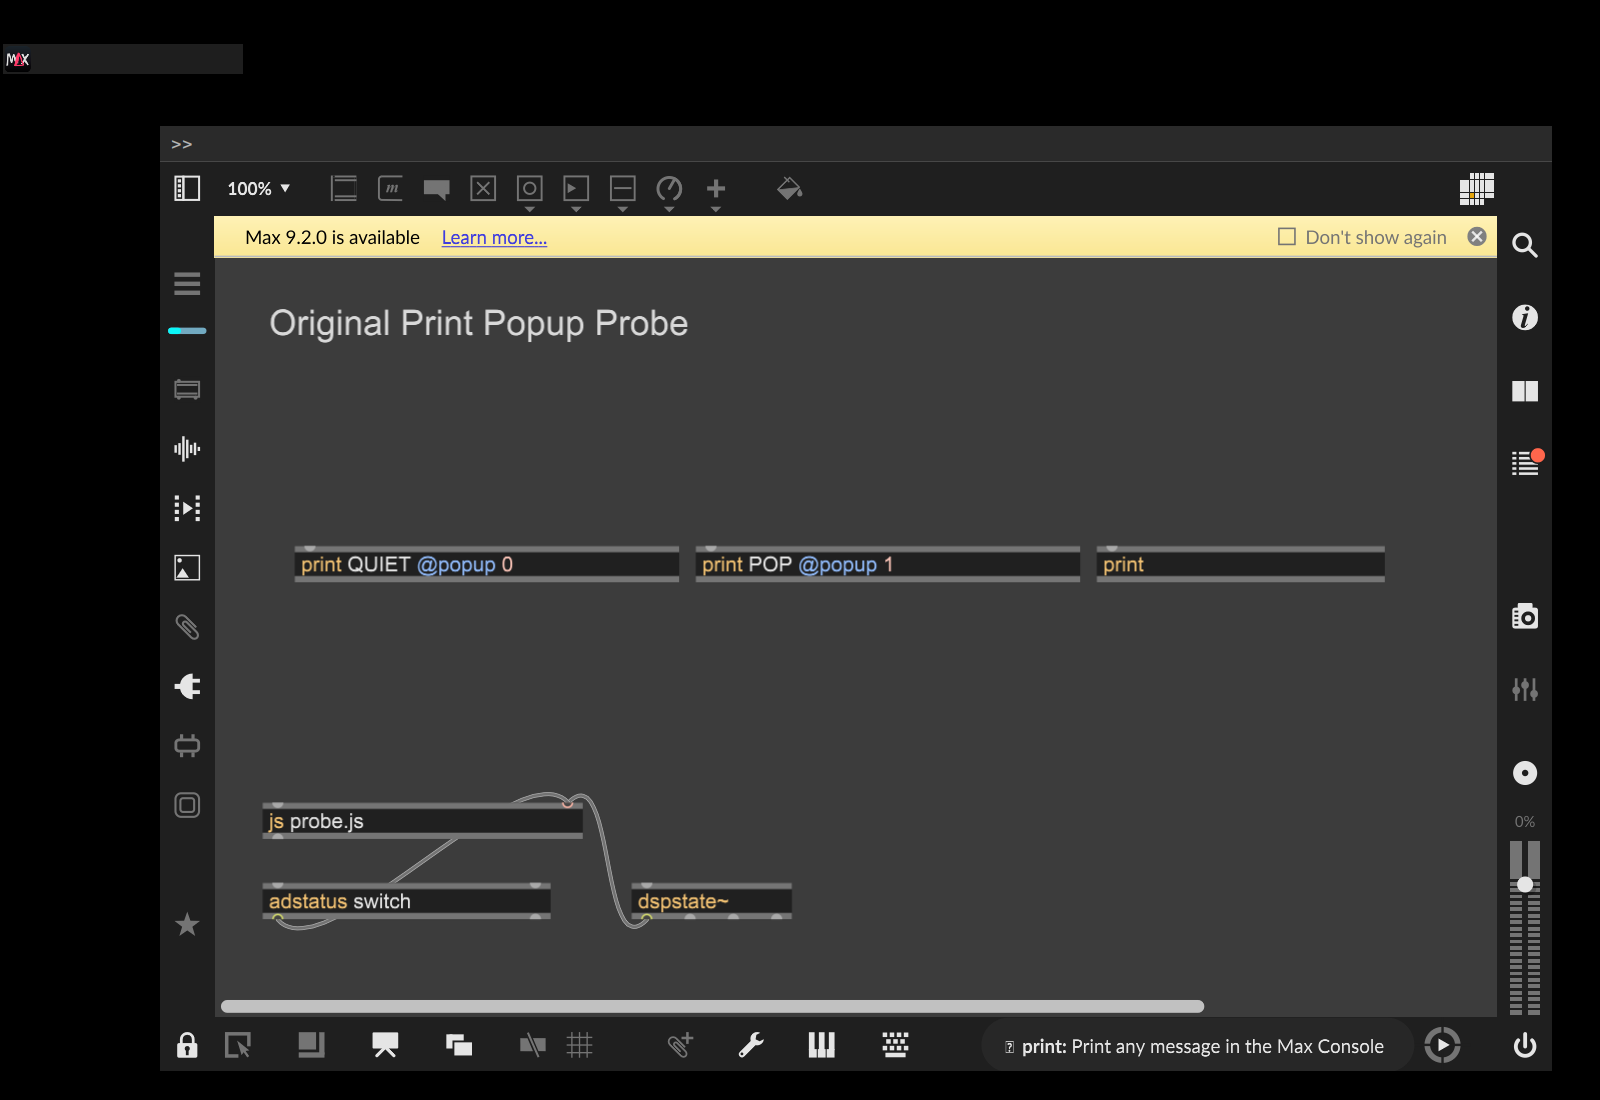 MAX
>>
100%
m
Max 9.2.0 is available Learn more... Don't show again
Original Print Popup Probe
print QUIET @popup 0 print POP @popup 1 print
js probe.js
0%
adstatus switch dspstate~
print: Print any message in the Max Console